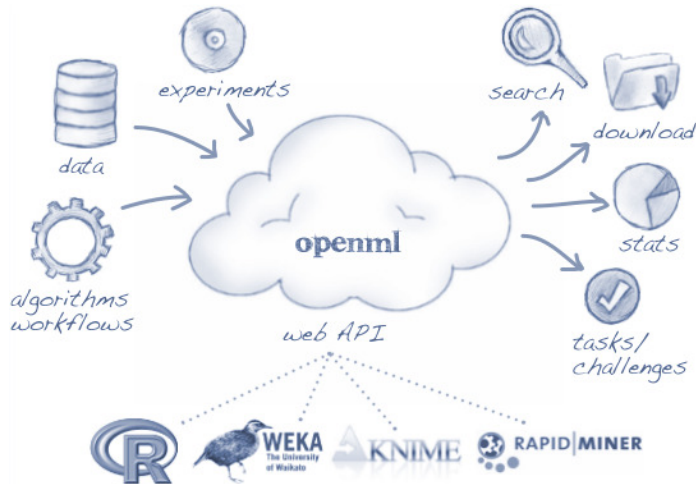 experiments
search
data
download
openml
algorithms
workflows
stats
web API
tasks/
challenges
R
WEKA
The University
of Waikato
KNIME
RAPID|MINER